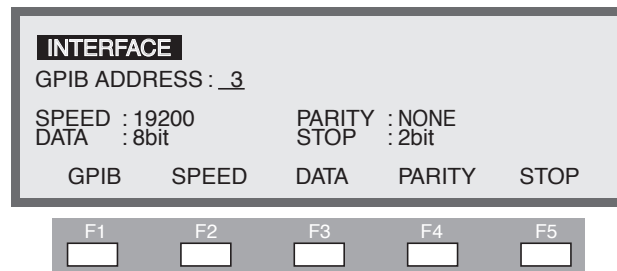 INTERFACE
GPIB ADDRESS : 3
SPEED : 19200 PARITY : NONE
DATA : 8bit STOP : 2bit
GPIB SPEED DATA PARITY STOP
F1 F2 F3 F4 F5